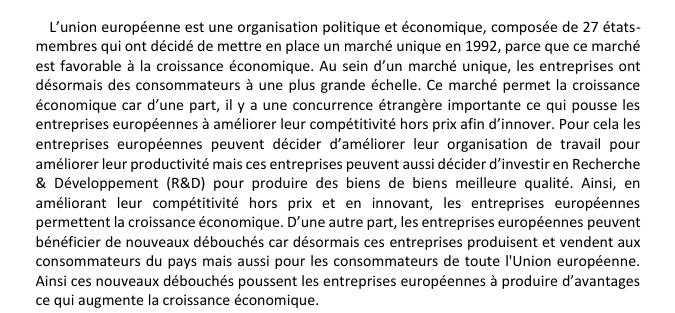 L’union européenne est une organisation politique et économique, composée de 27 états-
membres qui ont décidé de mettre en place un marché unique en 1992, parce que ce marché
est favorable à la croissance économique. Au sein d’un marché unique, les entreprises ont
désormais des consommateurs à une plus grande échelle. Ce marché permet la croissance
économique car d’une part, il y a une concurrence étrangère importante ce qui pousse les
entreprises européennes à améliorer leur compétitivité hors prix afin d’innover. Pour cela les
entreprises européennes peuvent décider d’améliorer leur organisation de travail pour
améliorer leur productivité mais ces entreprises peuvent aussi décider d’investir en Recherche
& Développement (R&D) pour produire des biens de biens meilleure qualité. Ainsi, en
améliorant leur compétitivité hors prix et en innovant, les entreprises européennes
permettent la croissance économique. D’une autre part, les entreprises européennes peuvent
bénéficier de nouveaux débouchés car désormais ces entreprises produisent et vendent aux
consommateurs du pays mais aussi pour les consommateurs de toute l'Union européenne.
Ainsi ces nouveaux débouchés poussent les entreprises européennes à produire d’avantages
ce qui augmente la croissance économique.